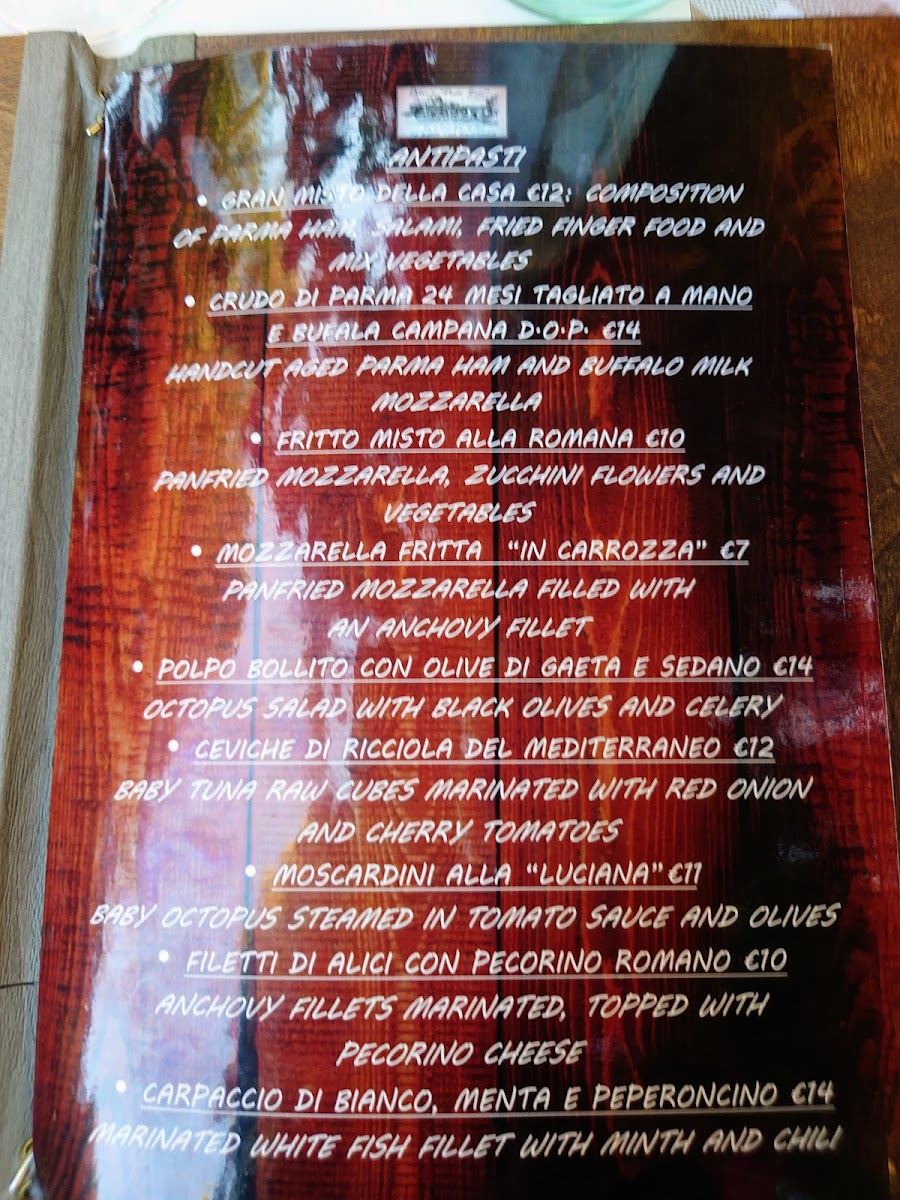 ANTIPASTI
• GRAN MISTO DELLA CASA €12: COMPOSITION
OF PARMA HAM, SALAMI, FRIED FINGER FOOD AND
MIX VEGETABLES
• CRUDO DI PARMA 24 MESI TAGLIATO A MANO
E BUFALA CAMPANA D.O.P. €14
HANDCUT AGED PARMA HAM AND BUFFALO MILK
MOZZARELLA
• FRITTO MISTO ALLA ROMANA €10
PANFRIED MOZZARELLA, ZUCCHINI FLOWERS AND
VEGETABLES
• MOZZARELLA FRITTA "IN CARROZZA" €7
PANFRIED MOZZARELLA FILLED WITH
AN ANCHOVY FILLET
• POLPO BOLLITO CON OLIVE DI GAETA E SEDANO €14
OCTOPUS SALAD WITH BLACK OLIVES AND CELERY
• CEVICHE DI RICCIOLA DEL MEDITERRANEO €12
BABY TUNA RAW CUBES MARINATED WITH RED ONION
AND CHERRY TOMATOES
• MOSCARDINI ALLA "LUCIANA" €11
BABY OCTOPUS STEAMED IN TOMATO SAUCE AND OLIVES
• FILETTI DI ALICI CON PECORINO ROMANO €10
ANCHOVY FILLETS MARINATED, TOPPED WITH
PECORINO CHEESE
• CARPACCIO DI BIANCO, MENTA E PEPERONCINO €14
MARINATED WHITE FISH FILLET WITH MINTH AND CHILI